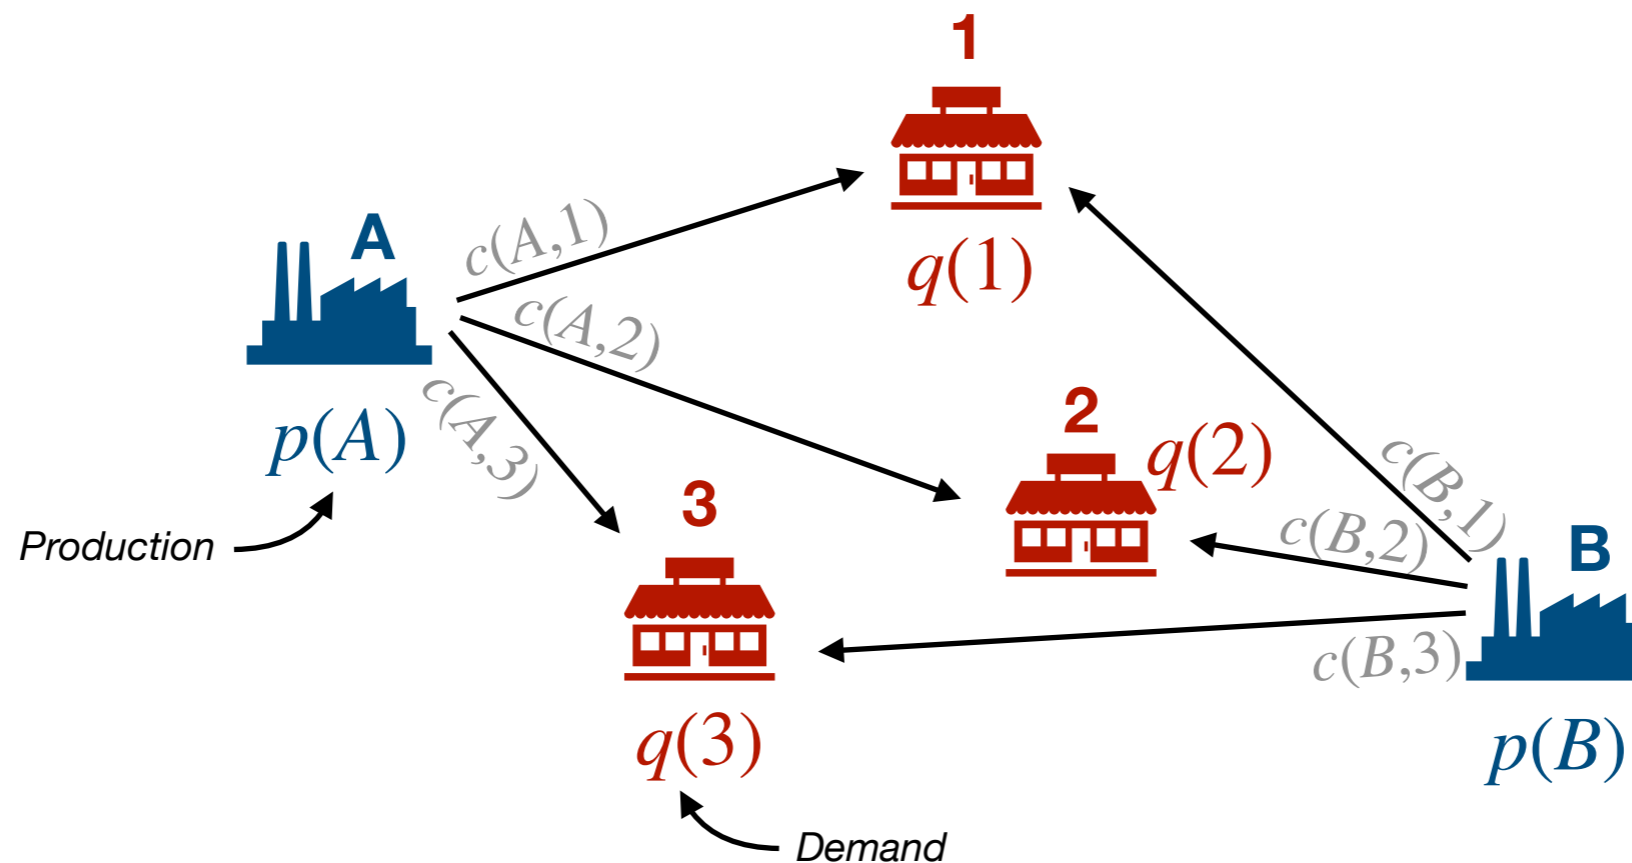 1
q(1)
A
c(A,1)
c(A,2)
c(A,3)
p(A)
Production
2
q(2)
3
q(3)
Demand
c(B,1)
c(B,2)
c(B,3)
B
p(B)